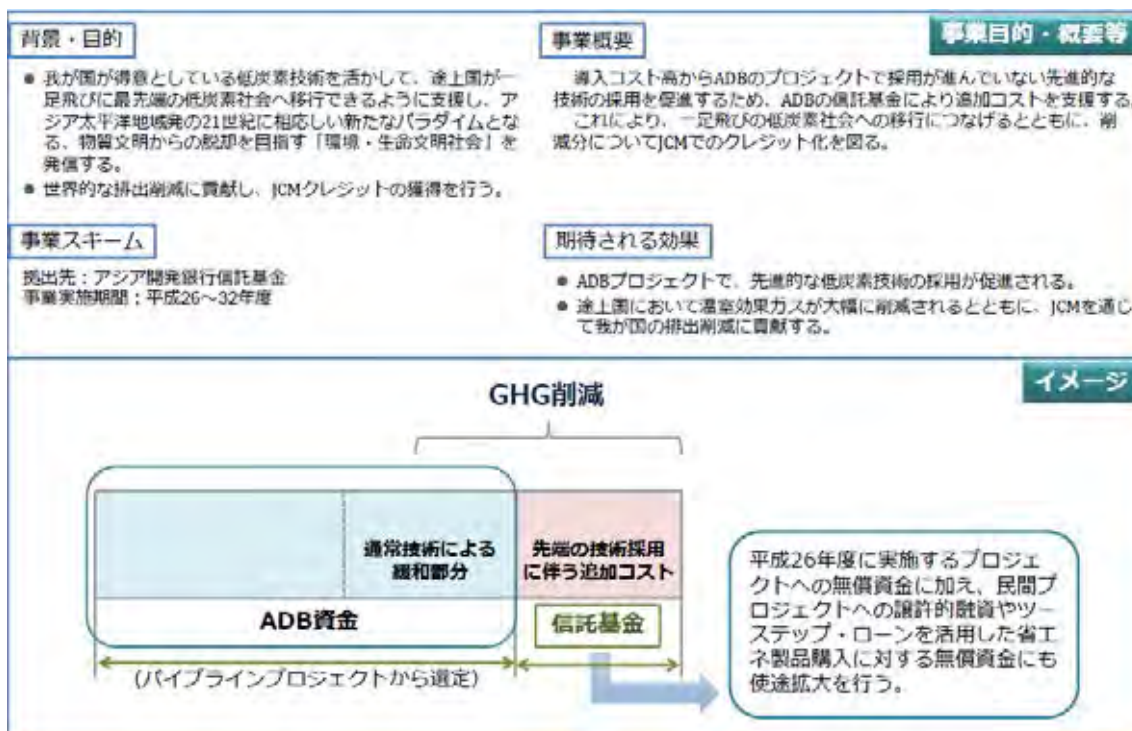 背景・目的
● 我が国が得意としている低炭素技術を活かして、途上国が一
足飛びに最先端の低炭素社会へ移行できるように支援し、ア
ジア太平洋地域発の21世紀に相応しい新たなパラダイムとな
る、物質文明からの脱却を目指す「環境・生命文明社会」を
発信する。
● 世界的な排出削減に貢献し、JCMクレジットの獲得を行う。
事業概要
事業目的・概要等
導入コスト高からADBのプロジェクトで採用が進んでいない先進的な
技術の採用を促進するため、ADBの信託基金により追加コストを支援する。
これにより、一足飛びの低炭素社会への移行につなげるとともに、削
減分についてJCMでのクレジット化を図る。
事業スキーム
拠出先：アジア開発銀行信託基金
事業実施期間：平成26～32年度
期待される効果
● ADBプロジェクトで、先進的な低炭素技術の採用が促進される。
● 途上国において温室効果ガスが大幅に削減されるとともに、JCMを通し
て我が国の排出削減に貢献する。
イメージ
GHG削減
通常技術による
緩和部分
先端の技術採用
に伴う追加コスト
ADB資金
信託基金
(パイプラインプロジェクトから選定)
平成26年度に実施するプロジェ
クトへの無償資金に加え、民間プ
ロジェクトへの譲許的融資やツー
ステップ・ローンを活用した省エ
ネ製品購入に対する無償資金にも
使途拡大を行う。